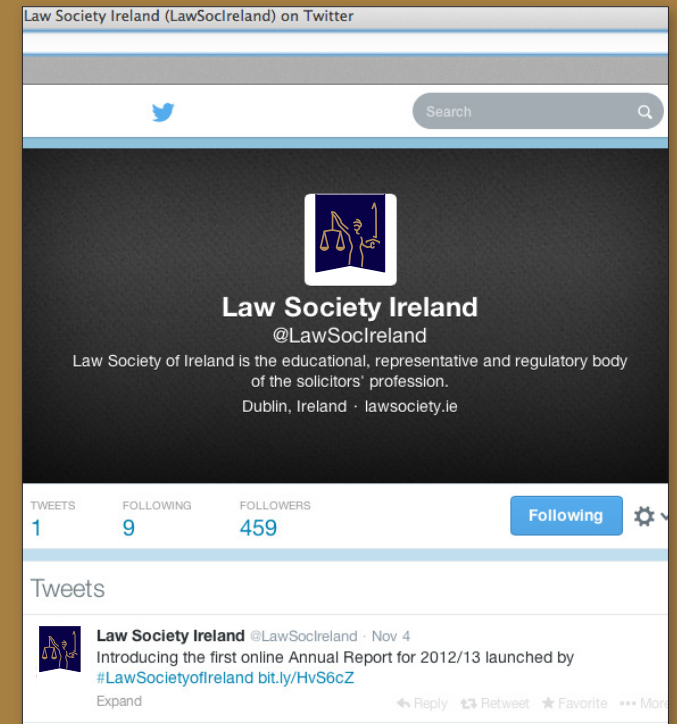 Law Society Ireland (LawSocIreland) on Twitter
Search
Law Society Ireland
@LawSocIreland
Law Society of Ireland is the educational, representative and regulatory body
of the solicitors' profession.
Dublin, Ireland · lawsociety.ie
TWEETS FOLLOWING FOLLOWERS
1 9 459 Following
Tweets
Law Society Ireland @LawSocIreland · Nov 4
Introducing the first online Annual Report for 2012/13 launched by
#LawSocietyofIreland bit.ly/HvS6cZ
Expand Reply Retweet Favorite More